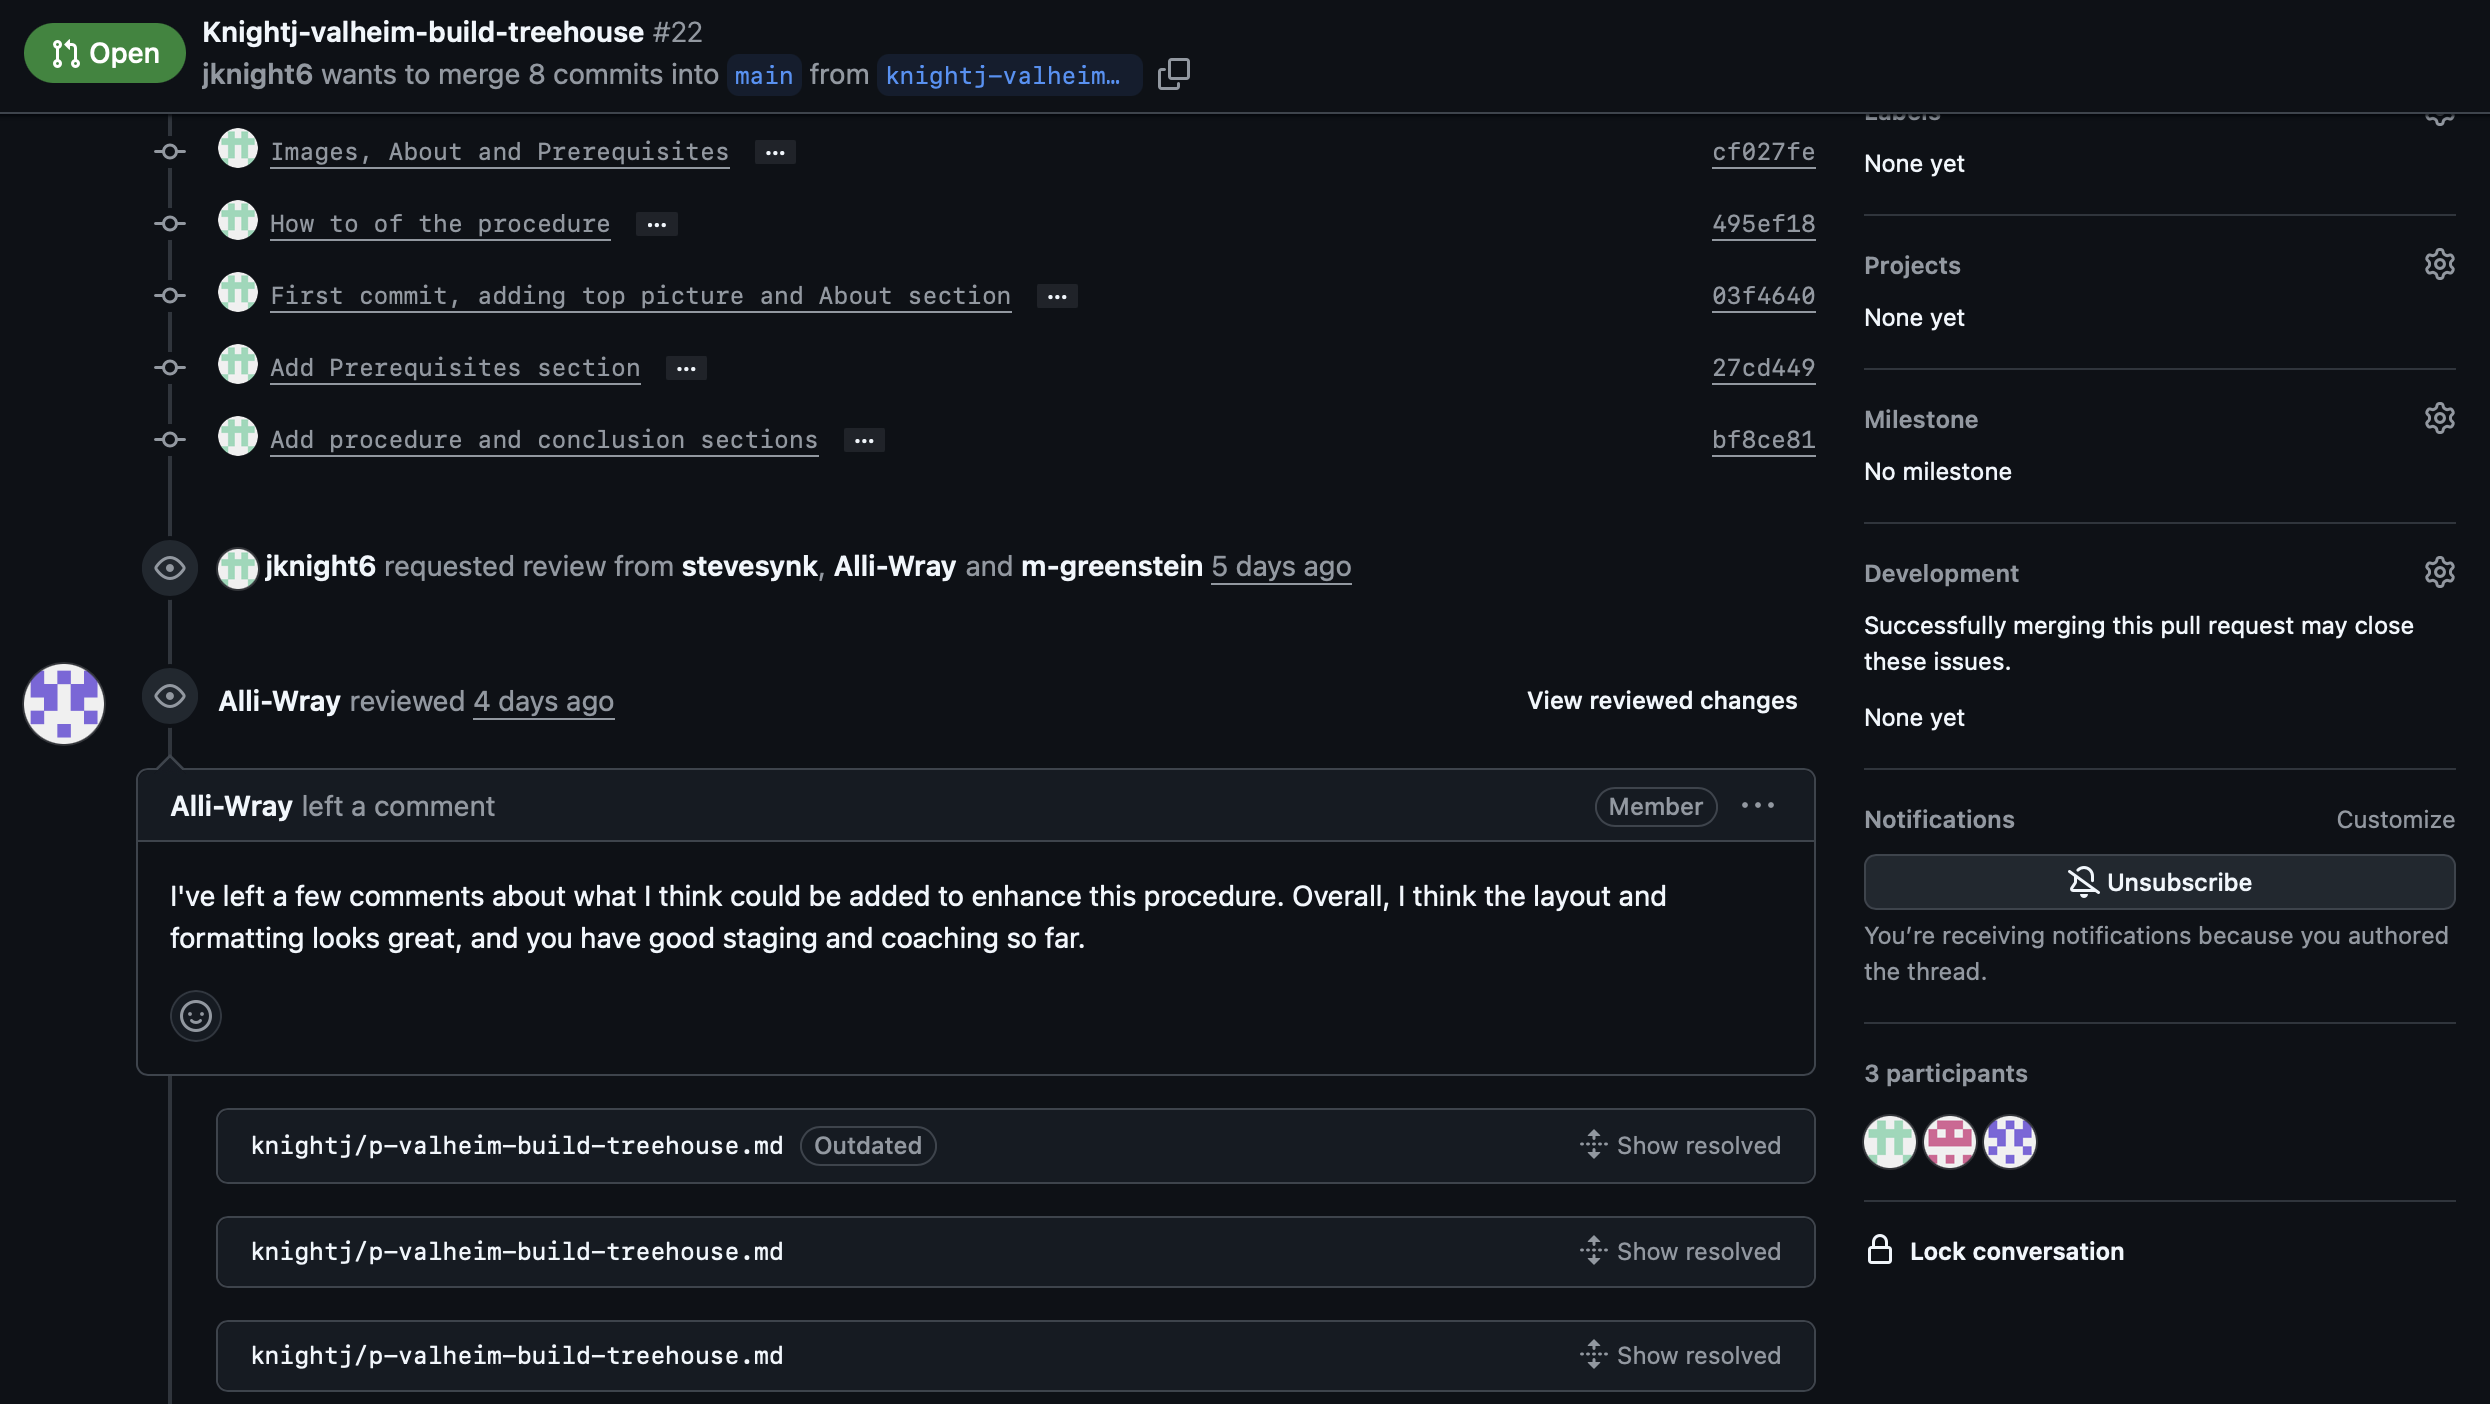 Open
Knightj-valheim-build-treehouse #22
jknight6 wants to merge 8 commits into main from knightj-valheim…
Images, About and Prerequisites ... cf027fe
How to of the procedure ... 495ef18
First commit, adding top picture and About section ... 03f4640
Add Prerequisites section ... 27cd449
Add procedure and conclusion sections ... bf8ce81
jknight6 requested review from stevesynk, Alli-Wray and m-greenstein 5 days ago
Alli-Wray reviewed 4 days ago
View reviewed changes
Alli-Wray left a comment
Member ...
I've left a few comments about what I think could be added to enhance this procedure. Overall, I think the layout and
formatting looks great, and you have good staging and coaching so far.
knightj/p-valheim-build-treehouse.md Outdated Show resolved
knightj/p-valheim-build-treehouse.md Show resolved
knightj/p-valheim-build-treehouse.md Show resolved
Labels
None yet
Projects
None yet
Milestone
No milestone
Development
Successfully merging this pull request may close
these issues.
None yet
Notifications
Customize
Unsubscribe
You’re receiving notifications because you authored
the thread.
3 participants
Lock conversation